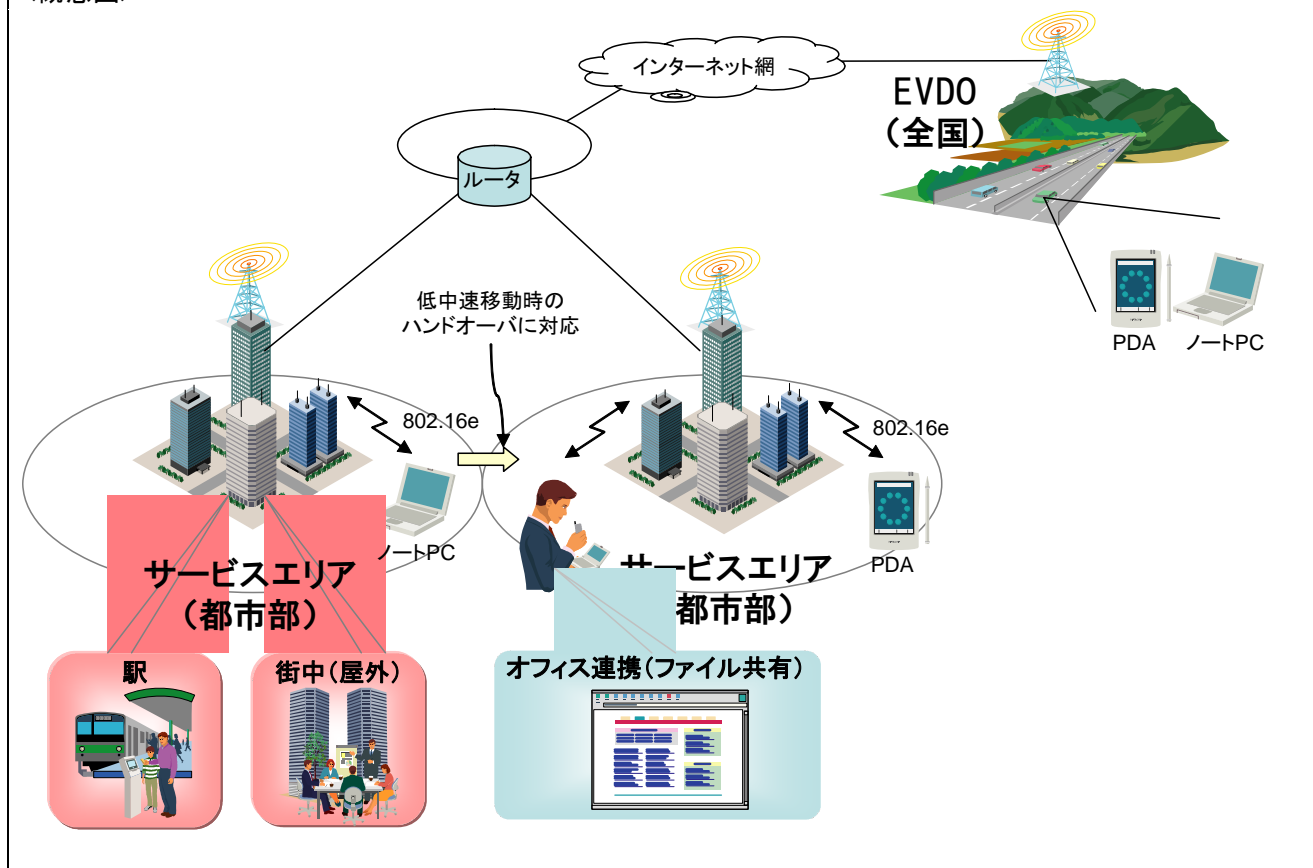 インターネット網
EVDO
（全国）
ルータ
低中速移動時の
ハンドオーバに対応
PDA
ノートPC
802.16e
802.16e
ノートPC
PDA
サービスエリア
（都市部）
サービスエリア
都市部）
駅
街中（屋外）
オフィス連携（ファイル共有）